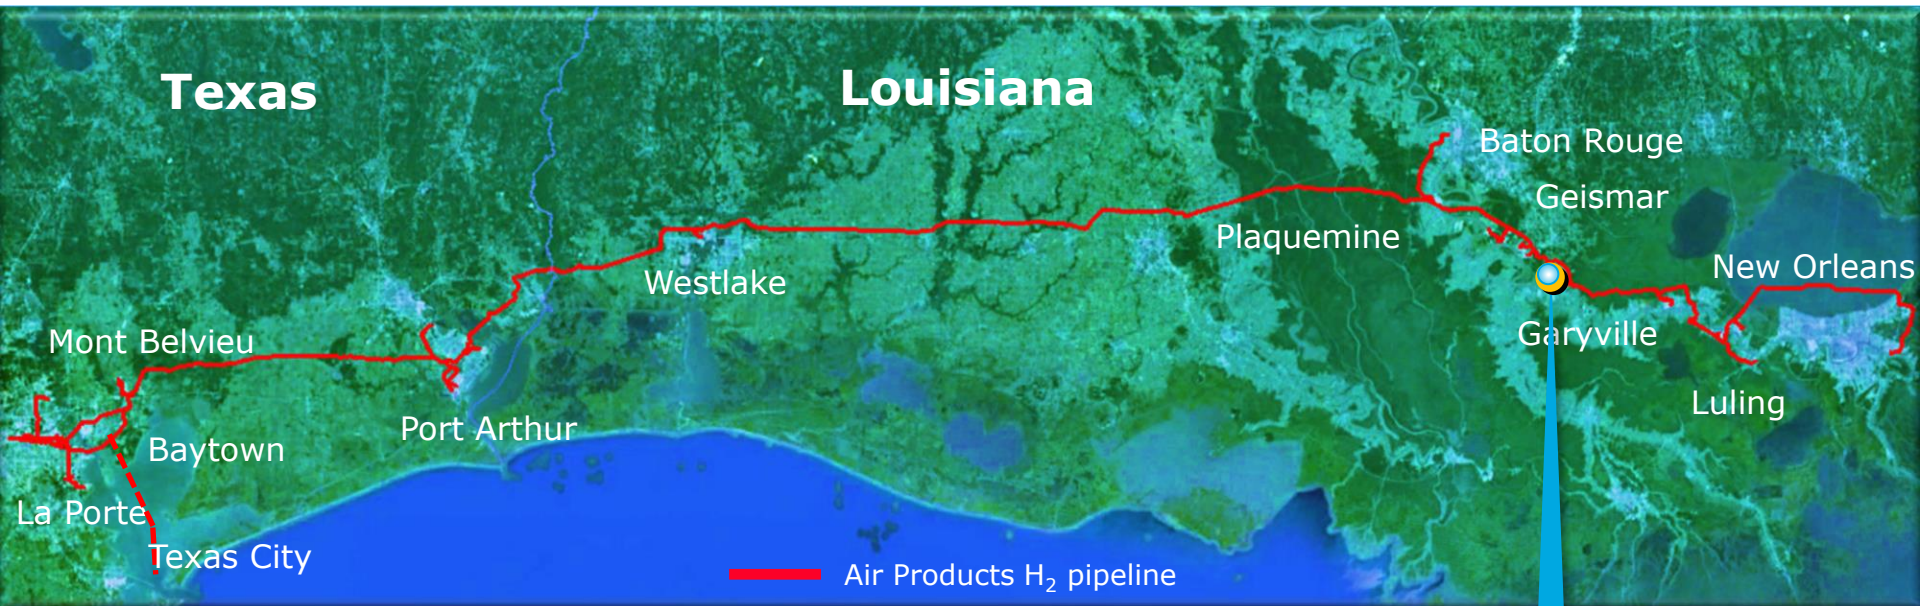 Texas
Louisiana
Baton Rouge
Geismar
Plaquemine
New Orleans
Westlake
Garyville
Mont Belvieu
Luling
Port Arthur
Baytown
La Porte
Texas City
Air Products H₂ pipeline